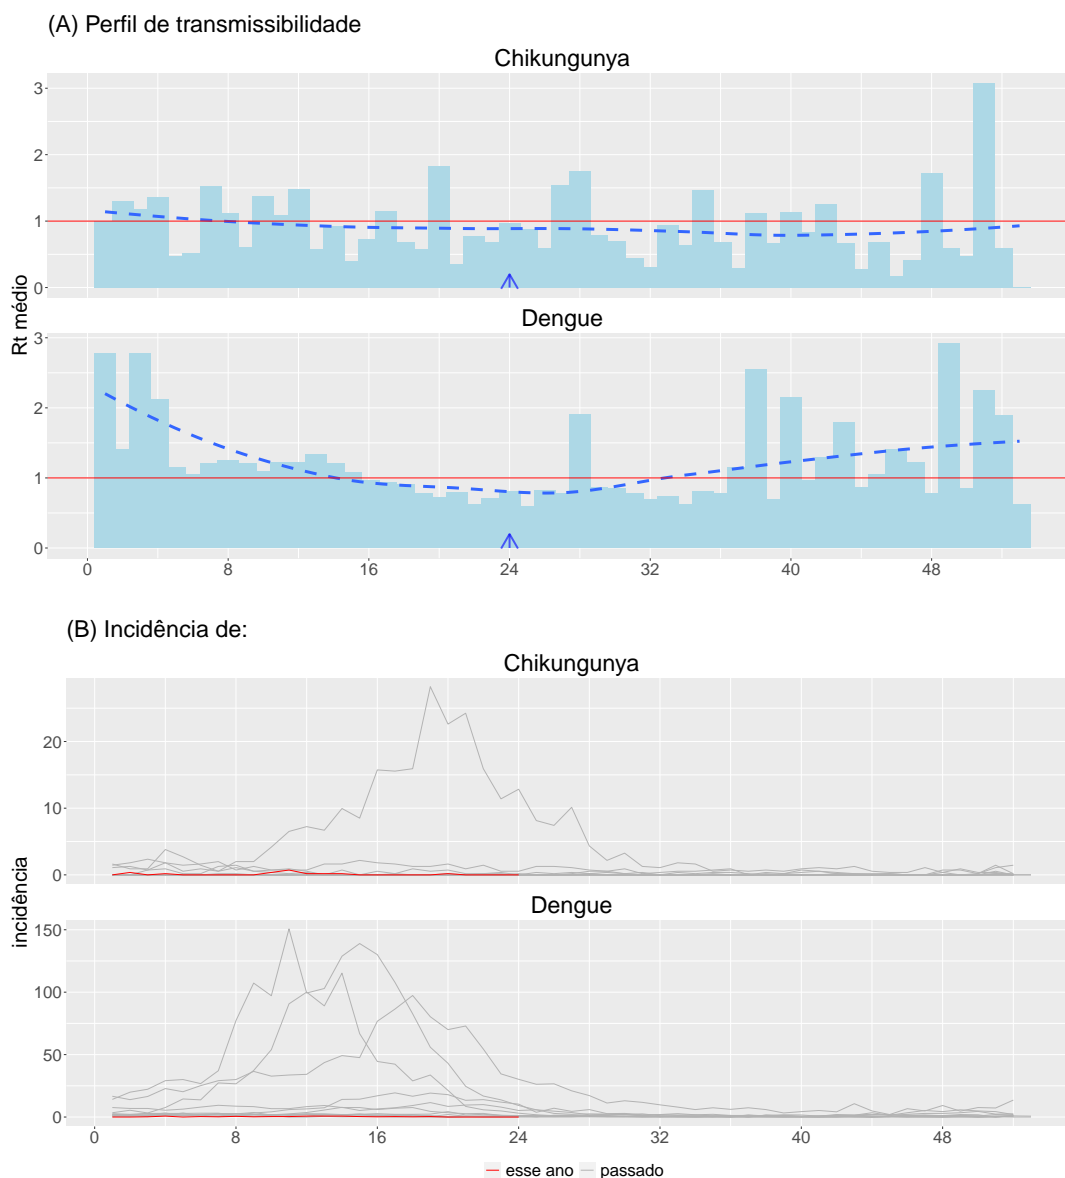 (A) Perfil de transmissibilidade
Chikungunya
3
2
1
0
Dengue
3
2
1
0
Rt médio
0 8 16 24 32 40 48
(B) Incidência de:
Chikungunya
20
10
0
Dengue
150
100
50
0
incidência
0 8 16 24 32 40 48
esse ano passado